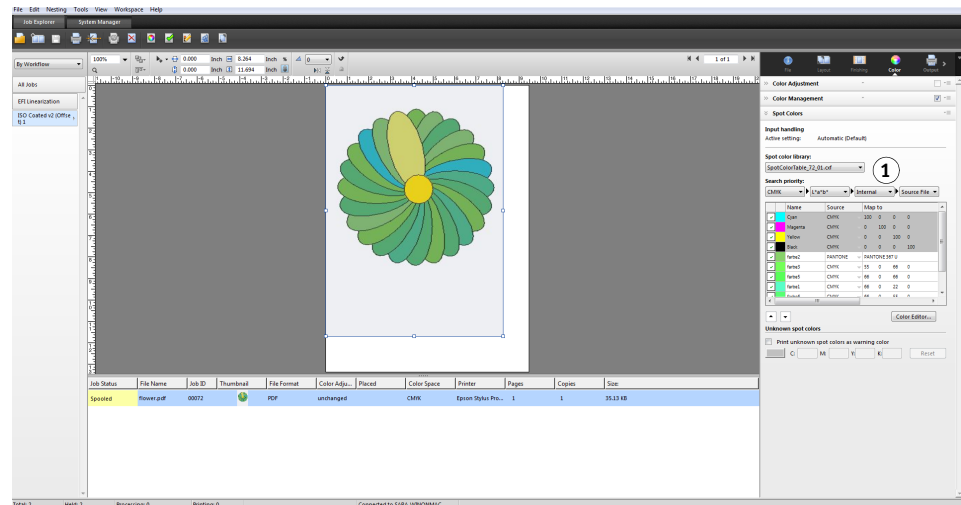 File Edit Nesting Tools View Workspace Help
Job Explorer System Manager
By Workflow
All Jobs
EFI Linearization
ISO Coated v2 (Offse
t) 1
100% 0.000 Inch 8.264 Inch % 0
0.000 Inch 11.694 Inch
1 of 1
File Layout Finishing Color Output
Color Adjustment
Color Management
Spot Colors
Input handling
Active setting: Automatic (Default)
Spot color library:
SpotColorTable_72_01.cxf
1
Search priority:
CMYK L*a*b* Internal Source File
Name Source Map to
Cyan CMYK 100 0 0 0
Magenta CMYK 0 100 0 0
Yellow CMYK 0 0 100 0
Black CMYK 0 0 0 100
farbe2 PANTONE PANTONE 367 U
farbe3 CMYK 55 0 66 0
farbe5 CMYK 66 0 66 0
farbe1 CMYK 66 0 22 0
Color Editor...
Unknown spot colors
Print unknown spot colors as warning color
C: M: Y: K: Reset
Job Status File Name Job ID Thumbnail File Format Color Adju... Placed Color Space Printer Pages Copies Size:
Spooled flower.pdf 00072 PDF unchanged CMYK Epson Stylus Pro... 1 1 35.13 KB